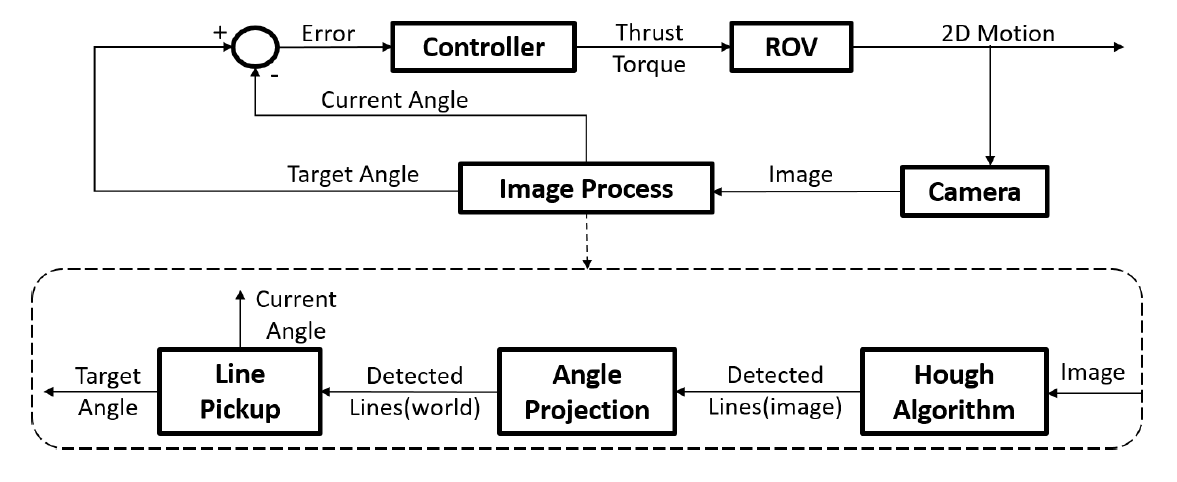 +
Error
Controller
Thrust
Torque
ROV
2D Motion
-
Current Angle
Target Angle
Image Process
Image
Camera
Current
Angle
Target
Angle
Line
Pickup
Detected
Lines(world)
Angle
Projection
Detected
Lines(image)
Hough
Algorithm
Image